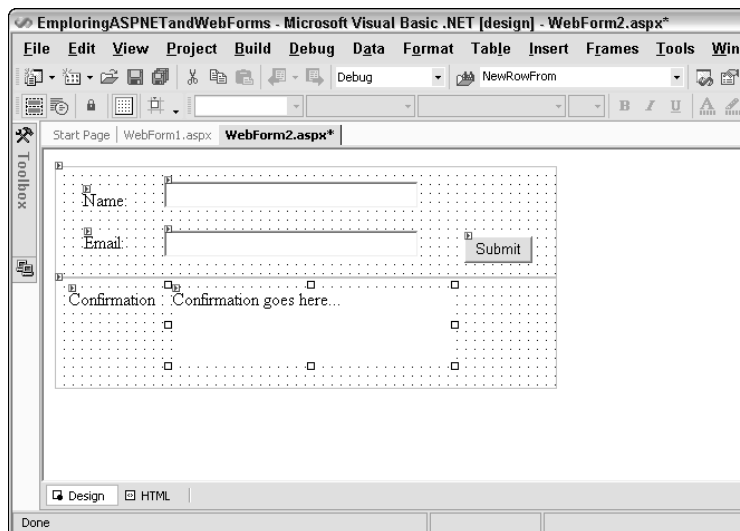 EmploringASPNETandWebForms - Microsoft Visual Basic .NET [design] - WebForm2.aspx*
File Edit View Project Build Debug Data Format Table Insert Frames Tools Win
Debug NewRowFrom
B I U A
Start Page WebForm1.aspx WebForm2.aspx*
Toolbox
Name:
Email:
Submit
Confirmation Confirmation goes here...
Design HTML
Done